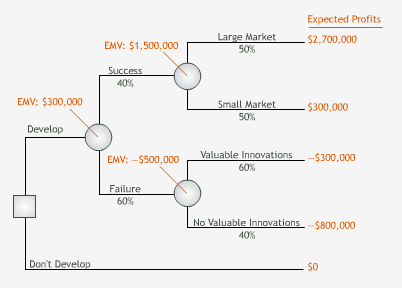 Expected Profits
Large Market
$2,700,000
50%
EMV: $1,500,000
Success
40%
Small Market
$300,000
50%
EMV: $300,000
Develop
EMV: −$500,000
Valuable Innovations
−$300,000
60%
Failure
60%
No Valuable Innovations
−$800,000
40%
Don't Develop
$0